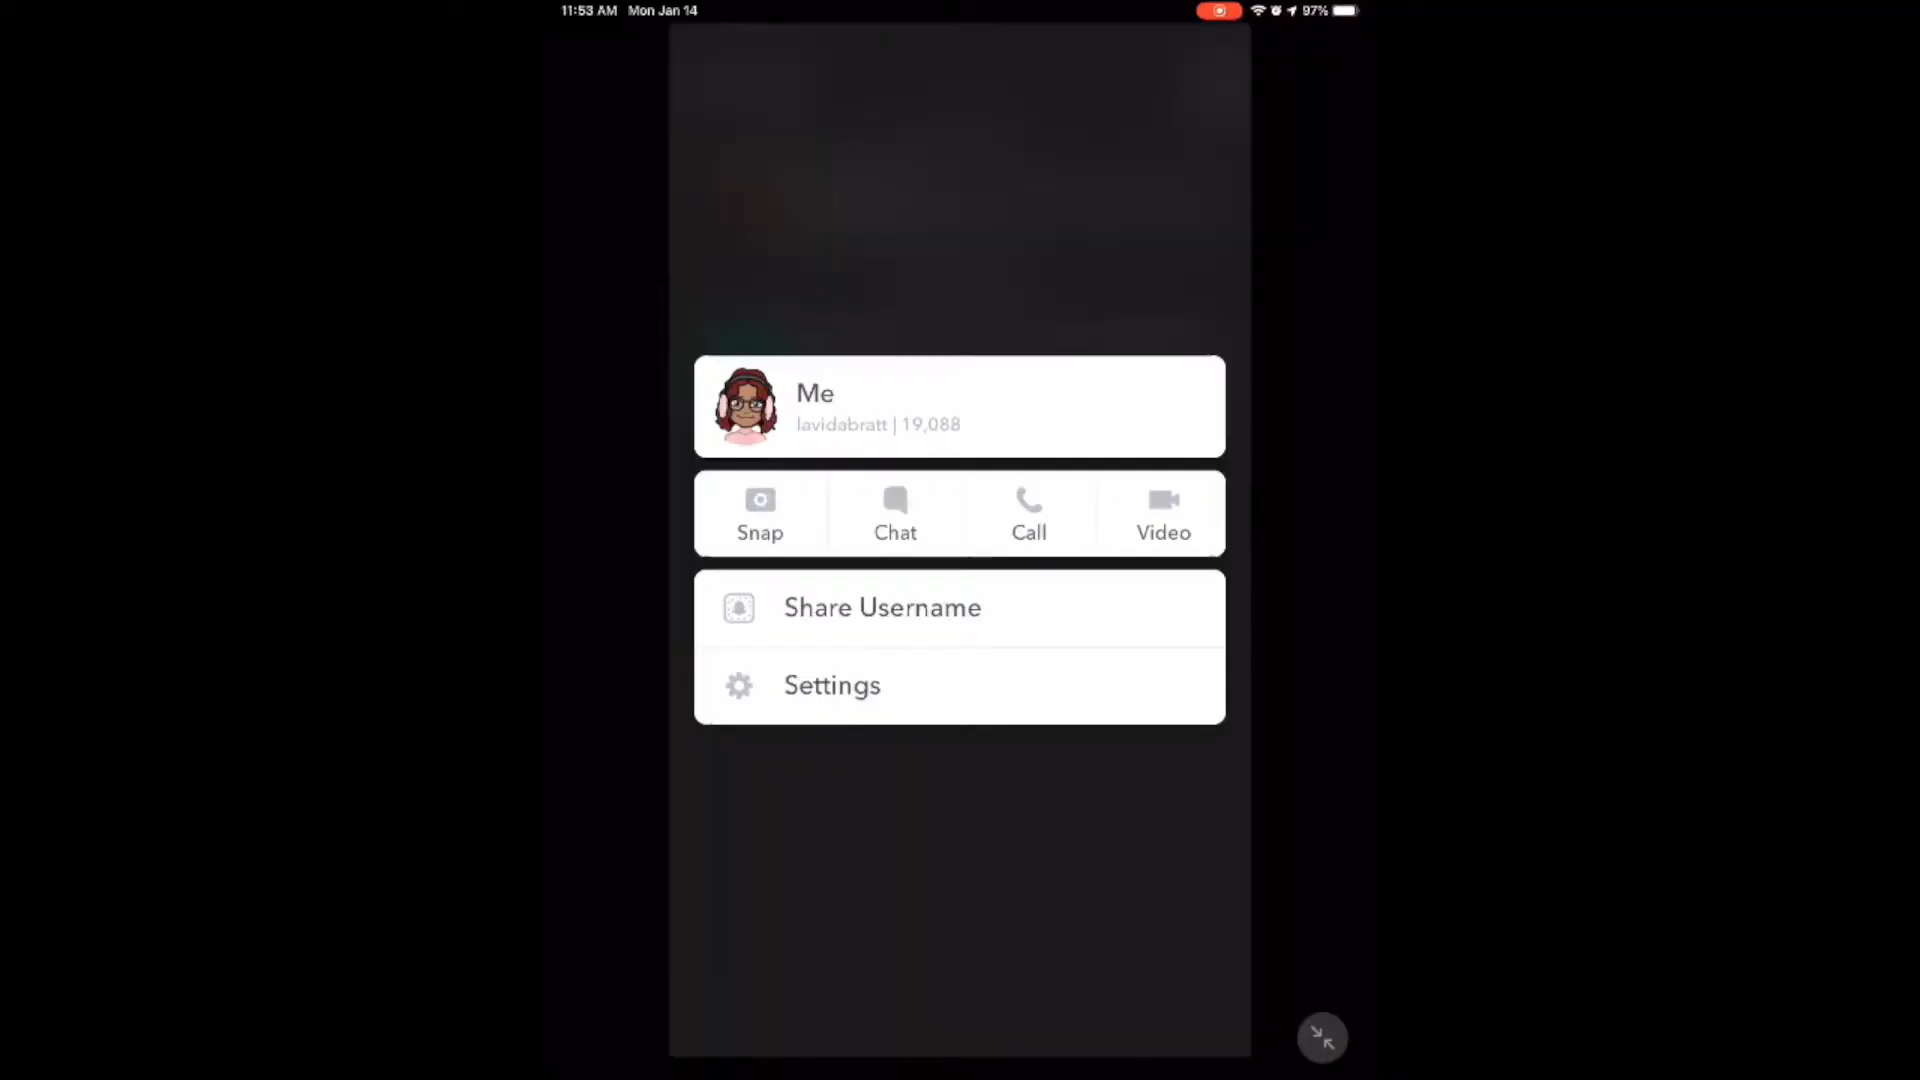 11:53 AM Mon Jan 14
97%
Me
lavidabratt | 19,088
Snap
Chat
Call
Video
Share Username
Settings